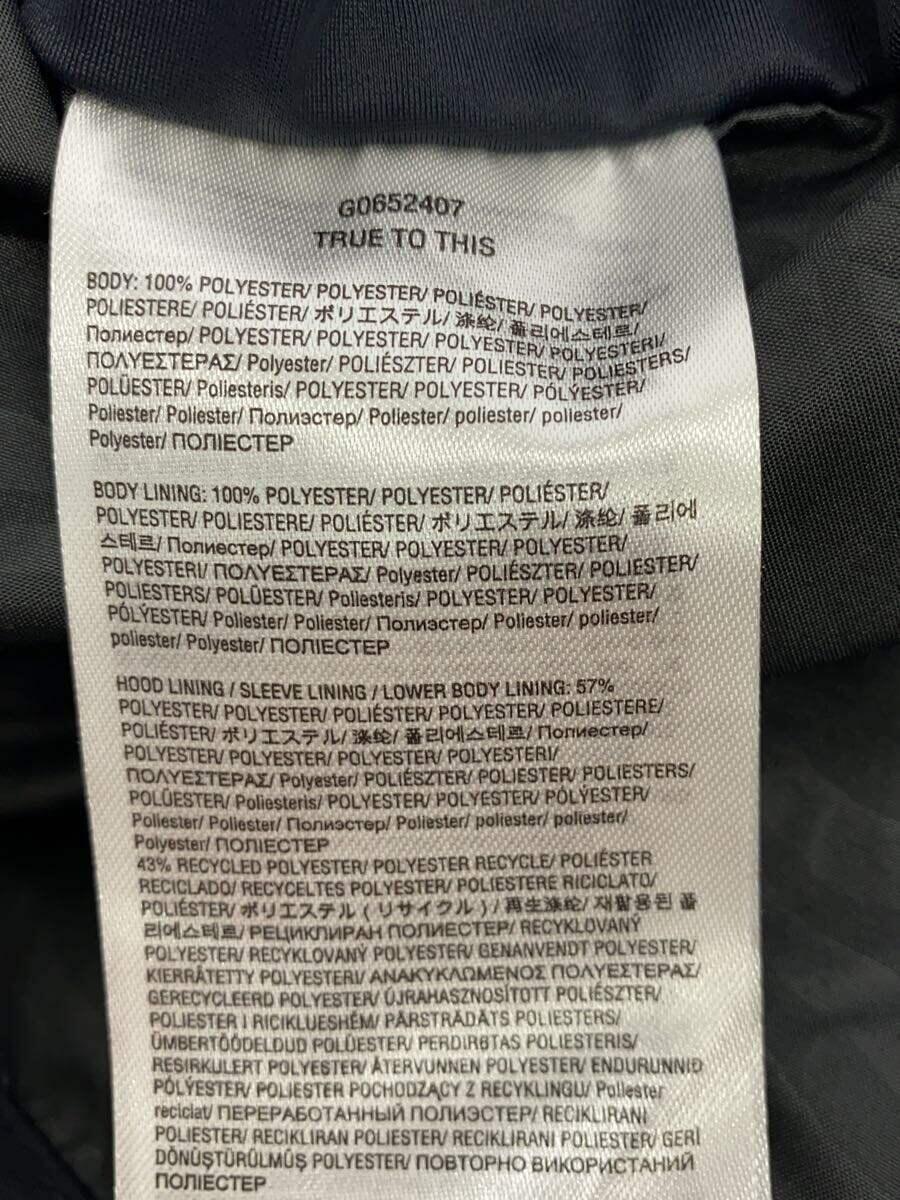 G0652407
TRUE TO THIS
BODY: 100% POLYESTER/ POLYESTER/ POLIÉSTER/ POLYESTER/
POLIESTERE/ POLIÉSTER/ ポリエステル/ 涤纶/ 폴리에스테르/
Полиестер/ POLYESTER/ POLYESTER/ POLYESTER/ POLYESTERI/
ΠΟΛΥΕΣΤΕΡΑΣ/ Polyester/ POLIÉSZTER/ POLIESTER/ POLIESTERS/
POLÜESTER/ Poliesteris/ POLYESTER/ POLYESTER/ PÓLÝESTER/
Poliester/ Poliester/ Полиэстер/ Poliester/ poliester/ poliester/
Polyester/ ПОЛІЕСТЕР
BODY LINING: 100% POLYESTER/ POLYESTER/ POLIÉSTER/
POLYESTER/ POLIESTERE/ POLIÉSTER/ ポリエステル/ 涤纶/ 폴리에
스테르/ Полиестер/ POLYESTER/ POLYESTER/ POLYESTER/
POLYESTERI/ ΠΟΛΥΕΣΤΕΡΑΣ/ Polyester/ POLIÉSZTER/ POLIESTER/
POLIESTERS/ POLÜESTER/ Poliesteris/ POLYESTER/ POLYESTER/
PÓLÝESTER/ Poliester/ Poliester/ Полиэстер/ Poliester/ poliester/
poliester/ Polyester/ ПОЛІЕСТЕР
HOOD LINING / SLEEVE LINING / LOWER BODY LINING: 57%
POLYESTER/ POLYESTER/ POLIÉSTER/ POLYESTER/ POLIESTERE/
POLIÉSTER/ ポリエステル/ 涤纶/ 폴리에스테르/ Полиестер/
POLYESTER/ POLYESTER/ POLYESTER/ POLYESTERI/
ΠΟΛΥΕΣΤΕΡΑΣ/ Polyester/ POLIÉSZTER/ POLIESTER/ POLIESTERS/
POLÜESTER/ Poliesteris/ POLYESTER/ POLYESTER/ PÓLÝESTER/
Poliester/ Poliester/ Полиэстер/ Poliester/ poliester/ poliester/
Polyester/ ПОЛІЕСТЕР
43% RECYCLED POLYESTER/ POLYESTER RECYCLE/ POLIÉSTER
RECICLADO/ RECYCELTES POLYESTER/ POLIESTERE RICICLATO/
POLIÉSTER/ ポリエステル ( リサイクル ) / 再生涤纶/ 재활용된 폴
리에스테르/ РЕЦИКЛИРАН ПОЛИЕСТЕР/ RECYKLOVANÝ
POLYESTER/ RECYKLOVANÝ POLYESTER/ GENANVENDT POLYESTER/
KIERRÄTETTY POLYESTERI/ ΑΝΑΚΥΚΛΩΜΕΝΟΣ ΠΟΛΥΕΣΤΕΡΑΣ/
GERECYCLEERD POLYESTER/ ÚJRAHASZNOSÍTOTT POLIÉSZTER/
POLIESTER I RICIKLUESHËM/ PĀRSTRĀDĀTS POLIESTERS/
ÜMBERTÖÖDELDUD POLÜESTER/ PERDIRBTAS POLIESTERIS/
RESIRKULERT POLYESTER/ ÅTERVUNNEN POLYESTER/ ENDURUNNIÐ
PÓLÝESTER/ POLIESTER POCHODZĄCY Z RECYKLINGU/ Poliester
reciclat/ ПЕРЕРАБОТАННЫЙ ПОЛИЭСТЕР/ RECIKLIRANI
POLIESTER/ RECIKLIRAN POLIESTER/ RECIKLIRANI POLIESTER/ GERİ
DÖNÜŞTÜRÜLMÜŞ POLYESTER/ ПОВТОРНО ВИКОРИСТАНИЙ
ПОЛІЕСТЕР